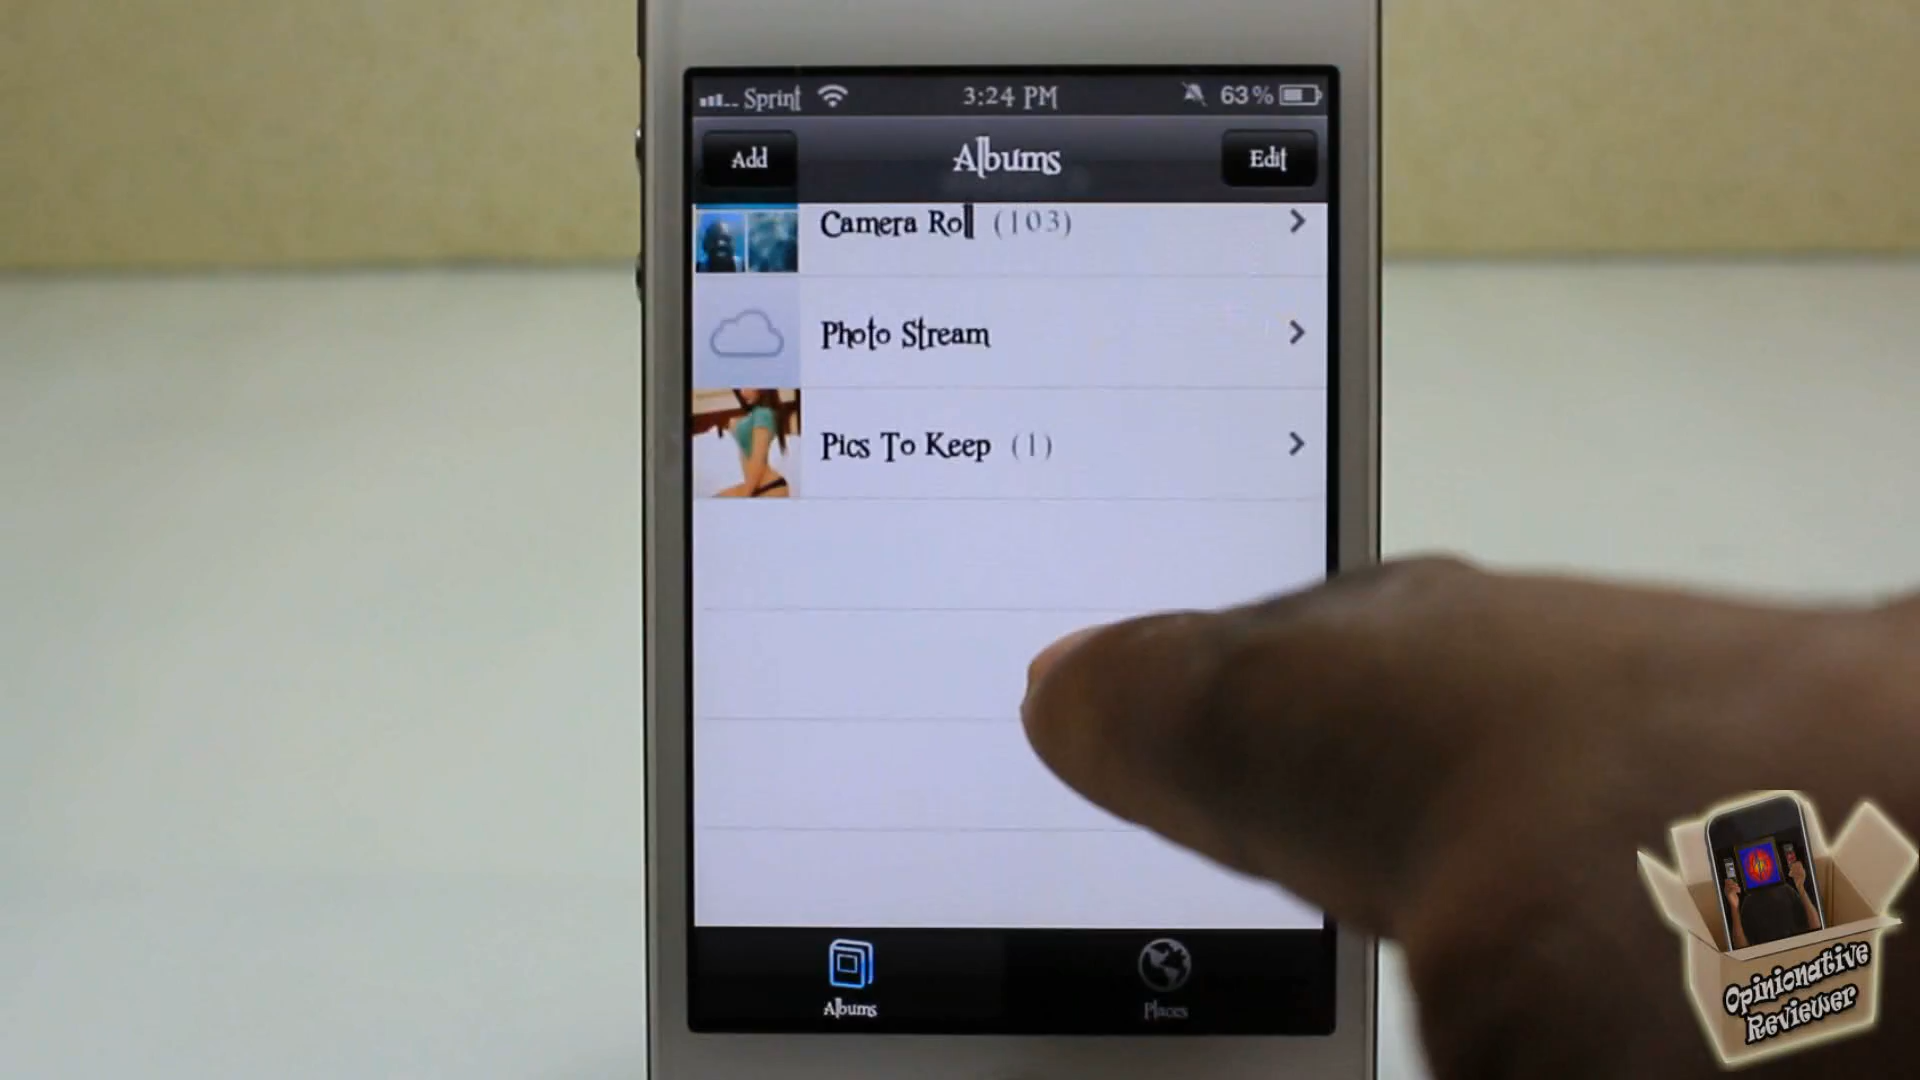 Sprint 3:24 PM 63%
Add Albums Edit
Camera Roll (103)
Photo Stream
Pics To Keep (1)
Albums Places
Opinionative
Reviewer